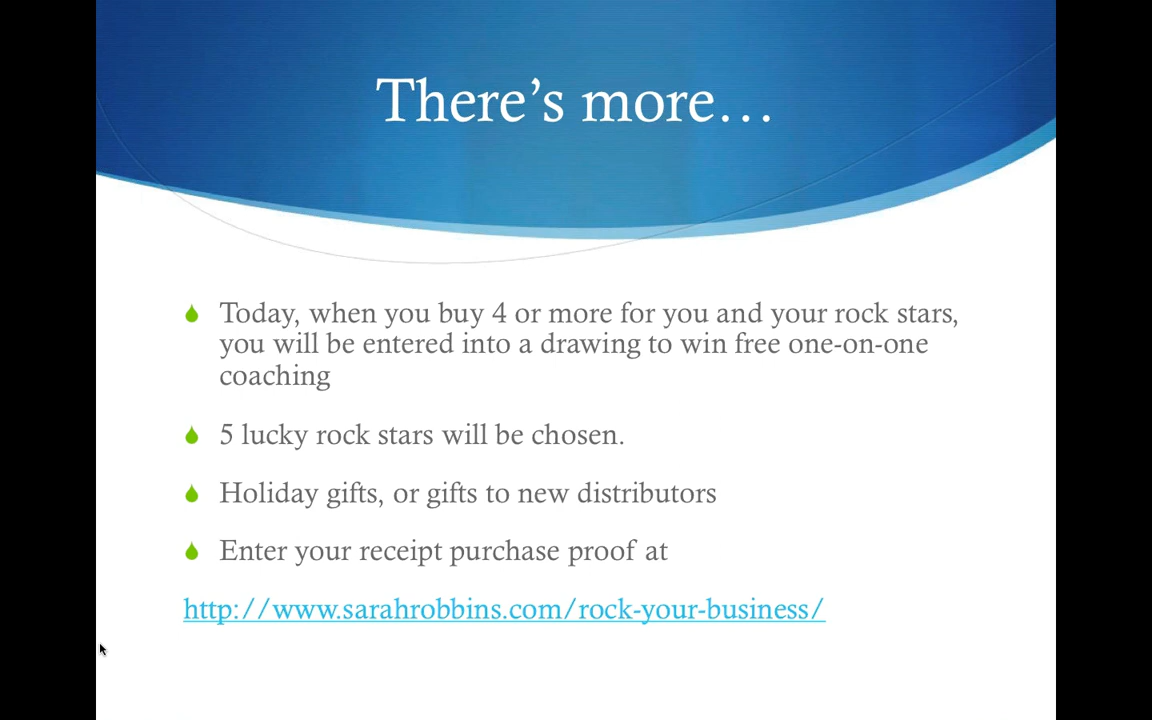 There’s more…
Today, when you buy 4 or more for you and your rock stars,
you will be entered into a drawing to win free one-on-one
coaching
5 lucky rock stars will be chosen.
Holiday gifts, or gifts to new distributors
Enter your receipt purchase proof at
http://www.sarahrobbins.com/rock-your-business/